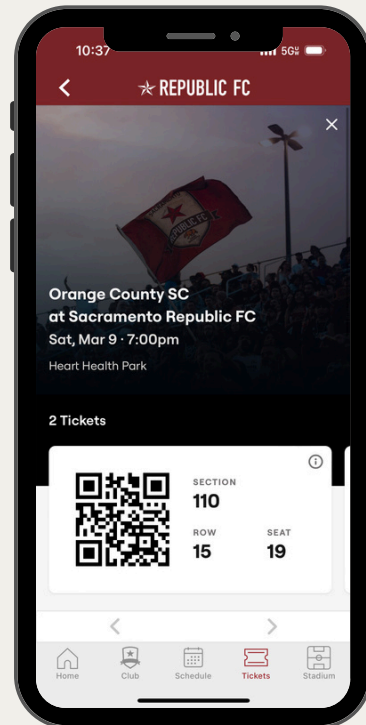 10:37 5G
REPUBLIC FC
Orange County SC
at Sacramento Republic FC
Sat, Mar 9 · 7:00pm
Heart Health Park
2 Tickets
SECTION
110
ROW SEAT
15 19
Home Club Schedule Tickets Stadium